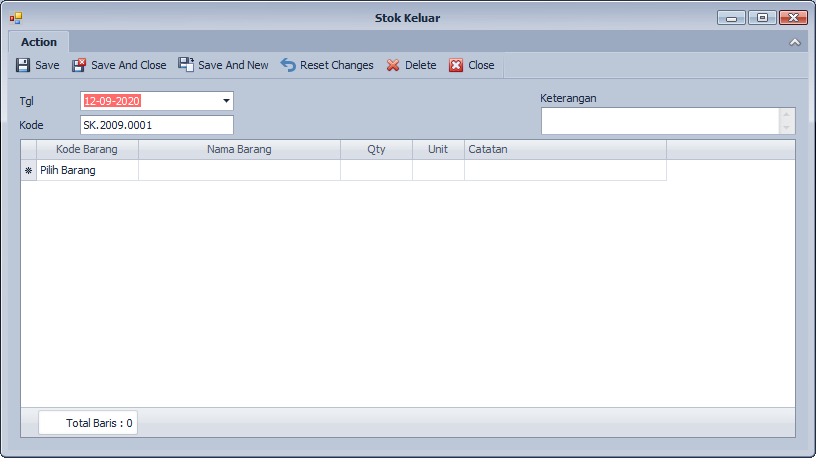 Stok Keluar
Action
Save Save And Close Save And New Reset Changes Delete Close
Tgl 12-09-2020 Keterangan
Kode SK.2009.0001
Kode Barang Nama Barang Qty Unit Catatan
Pilih Barang
Total Baris : 0